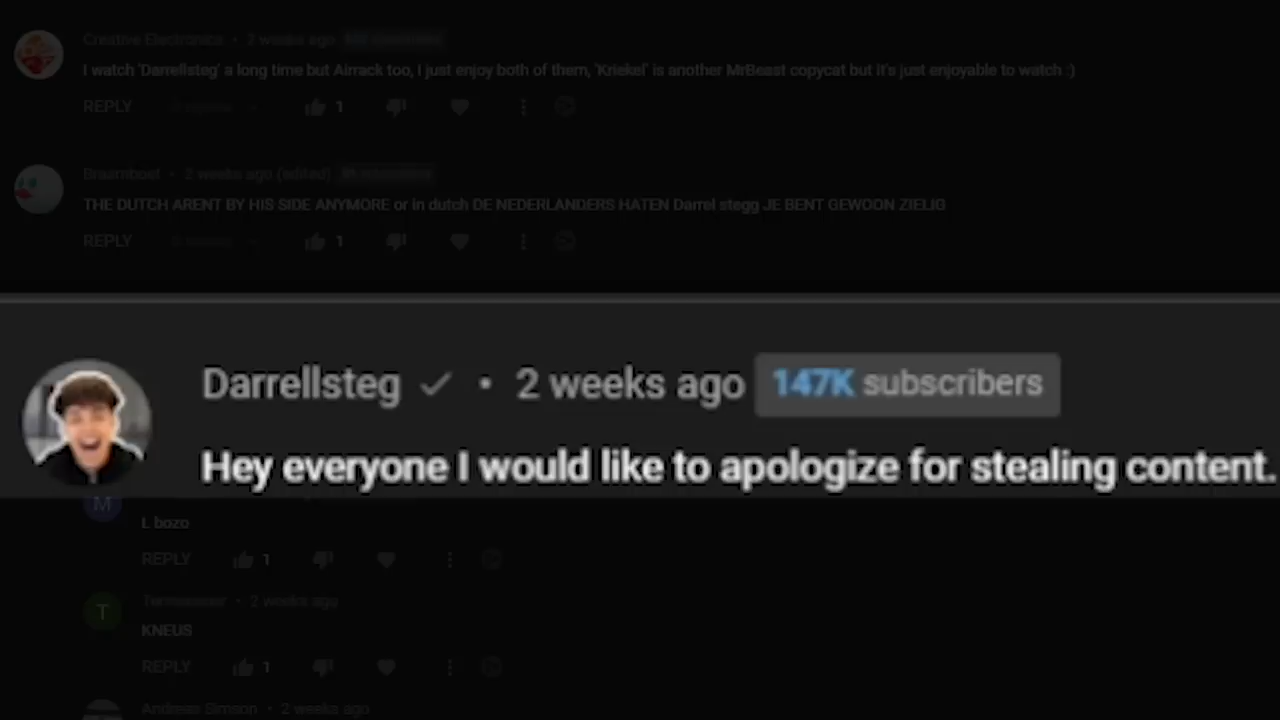 Creative Electronics • 2 weeks ago
I watch 'Darrellsteg' a long time but Airrack too, I just enjoy both of them, 'Kriekel' is another MrBeast copycat but it's just enjoyable to watch :)
REPLY 1
2 weeks ago (edited)
THE DUTCH ARENT BY HIS SIDE ANYMORE or in dutch DE NEDERLANDERS HATEN Darrel stegg JE BENT GEWOON ZIELIG
REPLY 1
Darrellsteg ✓ • 2 weeks ago 147K subscribers
Hey everyone I would like to apologize for stealing content.
M
L bozo
REPLY 1
• 2 weeks ago
T
KNEUS
REPLY 1
Andreas Simson • 2 weeks ago